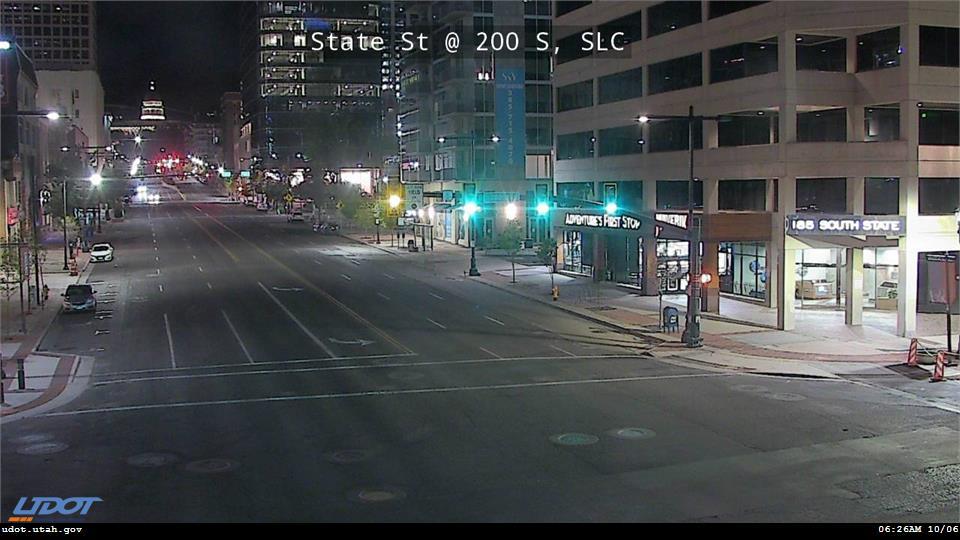 State St @ 200 S, SLC
ADVENTURE'S FIRST STOP
185 SOUTH STATE
UDOT
udot.utah.gov
06:26AM 10/06